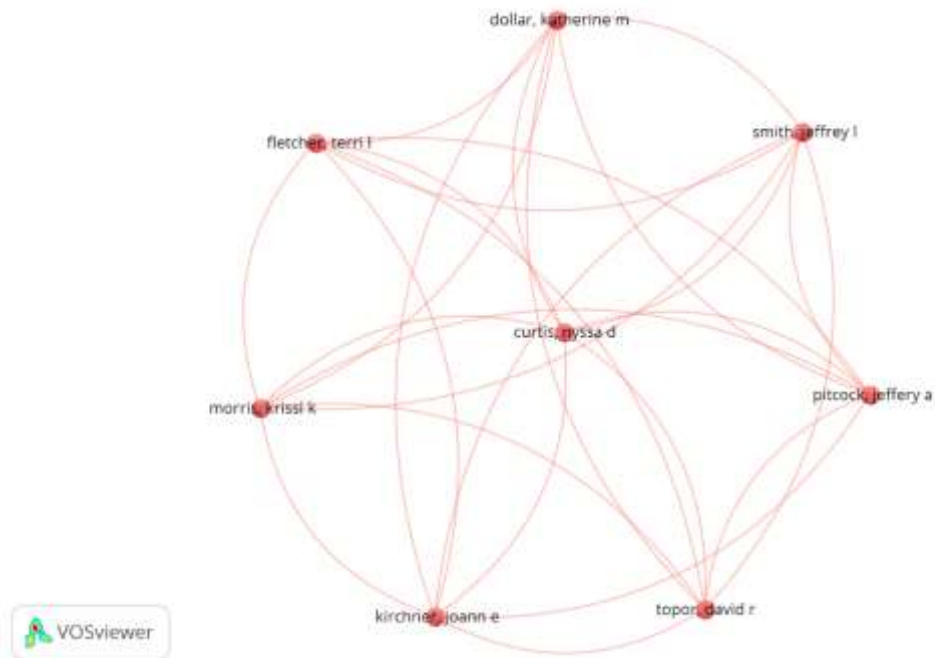 dollar, katherine m
smith, jeffrey l
fletcher, terri l
curtis, nyssa d
pitcock, jeffery a
morris, krissi k
kirchner, joann e
topor, david r
VOSviewer